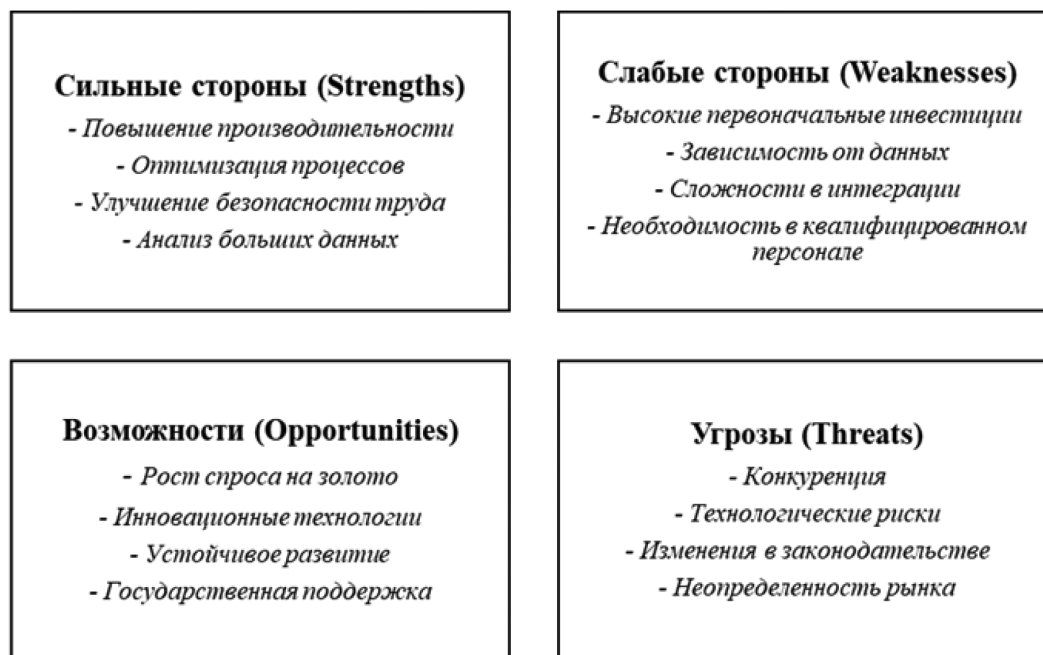 Сильные стороны (Strengths)
- Повышение производительности
- Оптимизация процессов
- Улучшение безопасности труда
- Анализ больших данных
Слабые стороны (Weaknesses)
- Высокие первоначальные инвестиции
- Зависимость от данных
- Сложности в интеграции
- Необходимость в квалифицированном
персонале
Возможности (Opportunities)
- Рост спроса на золото
- Инновационные технологии
- Устойчивое развитие
- Государственная поддержка
Угрозы (Threats)
- Конкуренция
- Технологические риски
- Изменения в законодательстве
- Неопределенность рынка